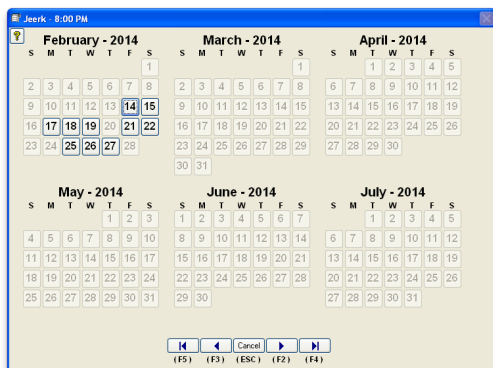 Jeerk - 8:00 PM
?
February - 2014
S M T W T F S
1
2 3 4 5 6 7 8
9 10 11 12 13 14 15
16 17 18 19 20 21 22
23 24 25 26 27 28
March - 2014
S M T W T F S
1
2 3 4 5 6 7 8
9 10 11 12 13 14 15
16 17 18 19 20 21 22
23 24 25 26 27 28 29
30 31
April - 2014
S M T W T F S
1 2 3 4 5
6 7 8 9 10 11 12
13 14 15 16 17 18 19
20 21 22 23 24 25 26
27 28 29 30
May - 2014
S M T W T F S
1 2 3
4 5 6 7 8 9 10
11 12 13 14 15 16 17
18 19 20 21 22 23 24
25 26 27 28 29 30 31
June - 2014
S M T W T F S
1 2 3 4 5 6 7
8 9 10 11 12 13 14
15 16 17 18 19 20 21
22 23 24 25 26 27 28
29 30
July - 2014
S M T W T F S
1 2 3 4 5
6 7 8 9 10 11 12
13 14 15 16 17 18 19
20 21 22 23 24 25 26
27 28 29 30 31
Cancel
(F5) (F3) (ESC) (F2) (F4)